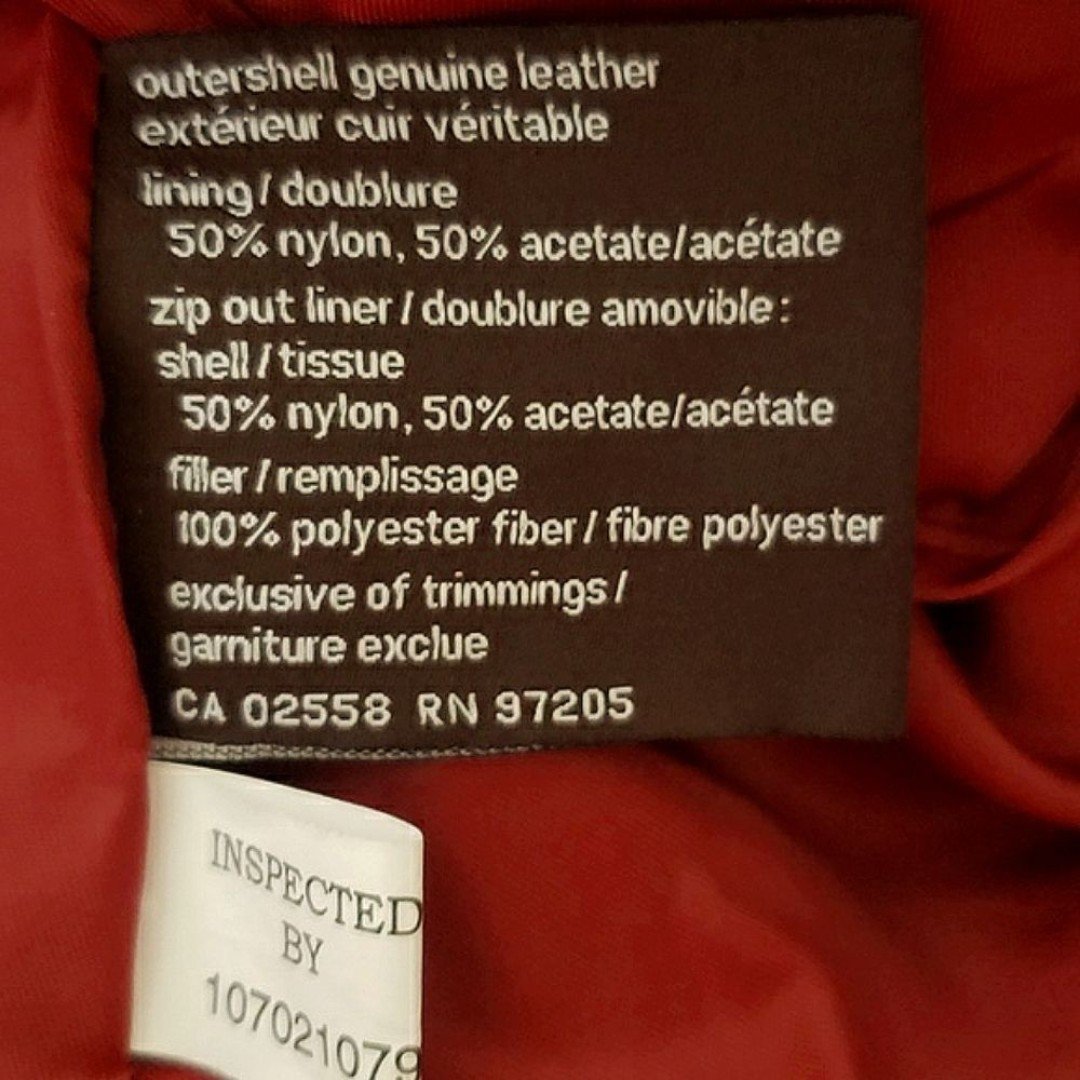 outershell genuine leather
extérieur cuir véritable
lining / doublure
50% nylon, 50% acetate/acétate
zip out liner / doublure amovible :
shell / tissue
50% nylon, 50% acetate/acétate
filler / remplissage
100% polyester fiber / fibre polyester
exclusive of trimmings /
garniture exclue
CA 02558 RN 97205
INSPECTED
BY
107021079